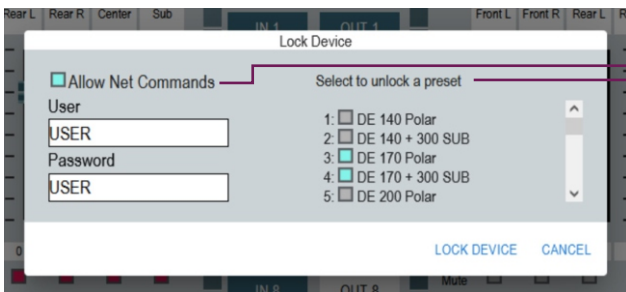 Rear L Rear R Center Sub
IN 1 OUT 1
Front L Front R Rear L R
Lock Device
Allow Net Commands
User
USER
Password
USER
Select to unlock a preset
1: DE 140 Polar
2: DE 140 + 300 SUB
3: DE 170 Polar
4: DE 170 + 300 SUB
5: DE 200 Polar
LOCK DEVICE CANCEL
0
IN 8 OUT 8
Mute